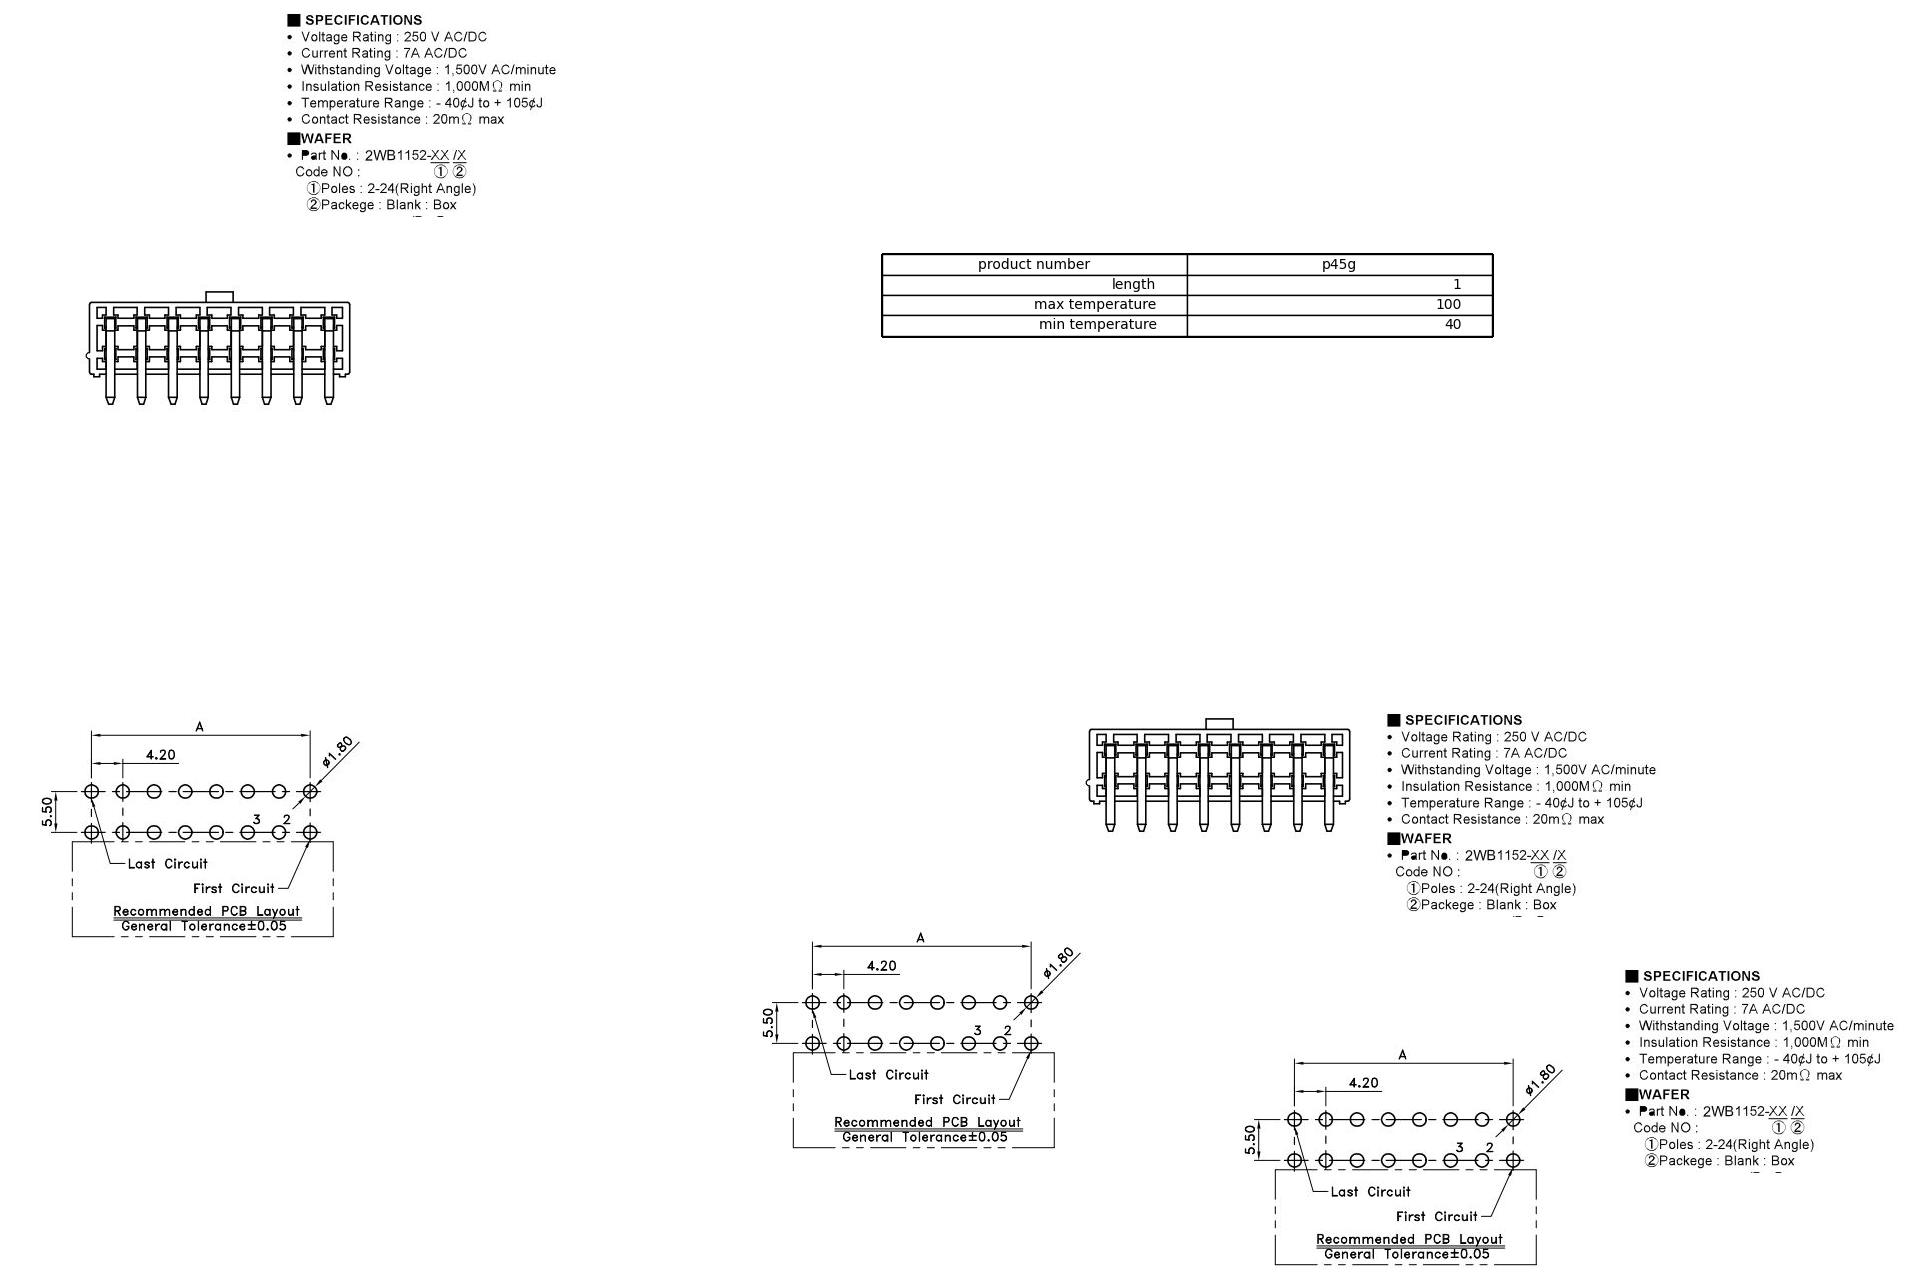 ■ SPECIFICATIONS
• Voltage Rating : 250 V AC/DC
• Current Rating : 7A AC/DC
• Withstanding Voltage : 1,500V AC/minute
• Insulation Resistance : 1,000MΩ min
• Temperature Range : - 40¢J to + 105¢J
• Contact Resistance : 20mΩ max
■WAFER
• Part No. : 2WB1152-XX /X
Code NO : ① ②
①Poles : 2-24(Right Angle)
②Packege : Blank : Box
product number p45g
length 1
max temperature 100
min temperature 40
A
4.20
ø1.80
5.50
3 2
Last Circuit
First Circuit
Recommended PCB Layout
General Tolerance±0.05
■ SPECIFICATIONS
• Voltage Rating : 250 V AC/DC
• Current Rating : 7A AC/DC
• Withstanding Voltage : 1,500V AC/minute
• Insulation Resistance : 1,000MΩ min
• Temperature Range : - 40¢J to + 105¢J
• Contact Resistance : 20mΩ max
■WAFER
• Part No. : 2WB1152-XX /X
Code NO : ① ②
①Poles : 2-24(Right Angle)
②Packege : Blank : Box
A
4.20
ø1.80
5.50
3 2
Last Circuit
First Circuit
Recommended PCB Layout
General Tolerance±0.05
■ SPECIFICATIONS
• Voltage Rating : 250 V AC/DC
• Current Rating : 7A AC/DC
• Withstanding Voltage : 1,500V AC/minute
• Insulation Resistance : 1,000MΩ min
• Temperature Range : - 40¢J to + 105¢J
• Contact Resistance : 20mΩ max
■WAFER
• Part No. : 2WB1152-XX /X
Code NO : ① ②
①Poles : 2-24(Right Angle)
②Packege : Blank : Box
A
4.20
ø1.80
5.50
3 2
Last Circuit
First Circuit
Recommended PCB Layout
General Tolerance±0.05